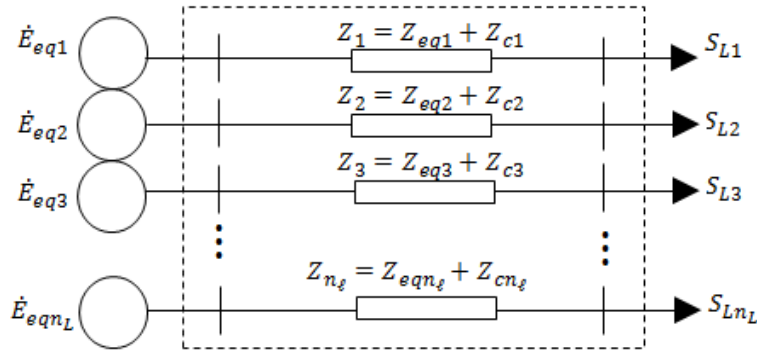 Ė_eq1 Z_1 = Z_eq1 + Z_c1 S_L1
Ė_eq2 Z_2 = Z_eq2 + Z_c2 S_L2
Ė_eq3 Z_3 = Z_eq3 + Z_c3 S_L3
⋮ ⋮
Ė_eqn_L Z_n_ℓ = Z_eqn_ℓ + Z_cn_ℓ S_Ln_L